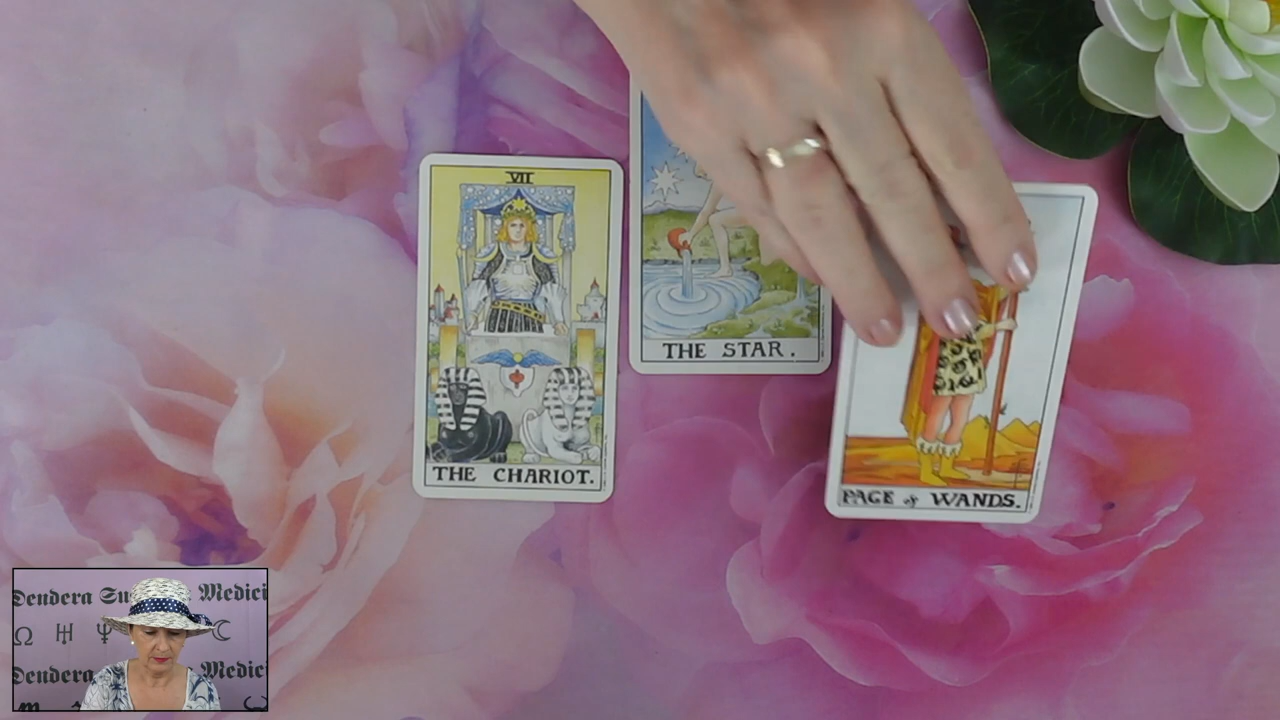 VII
THE CHARIOT.
THE STAR.
PAGE of WANDS.
Dendera Su Medici
Dendera Medic